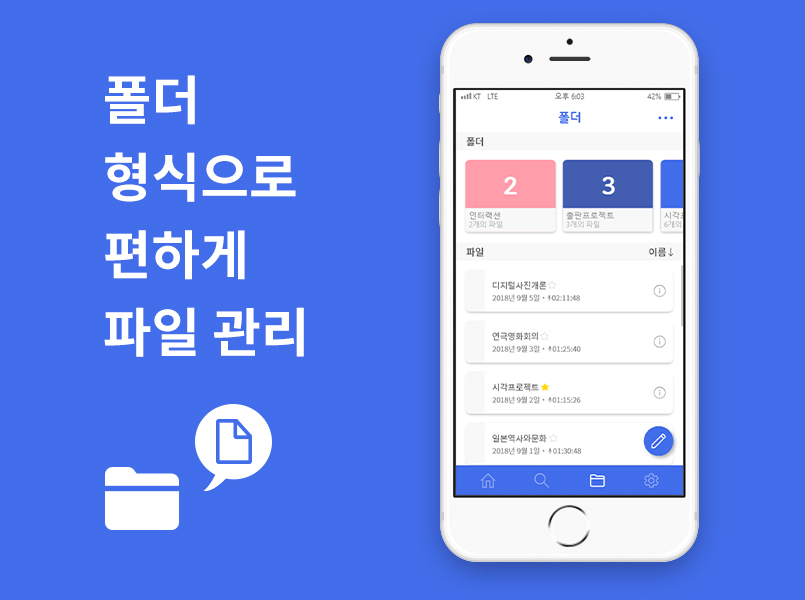 폴더
형식으로
편하게
파일 관리
KT LTE 오후 6:03 42%
폴더
폴더
2 3
인터랙션 출판프로젝트 시각
2개의 파일 3개의 파일 6개의
파일 이름↓
디지털사진개론☆
2018년 9월 5일 • 02:11:48
연극영화회의☆
2018년 9월 3일 • 01:25:40
시각프로젝트★
2018년 9월 2일 • 01:15:26
일본역사와문화☆
2018년 9월 1일 • 01:30:48